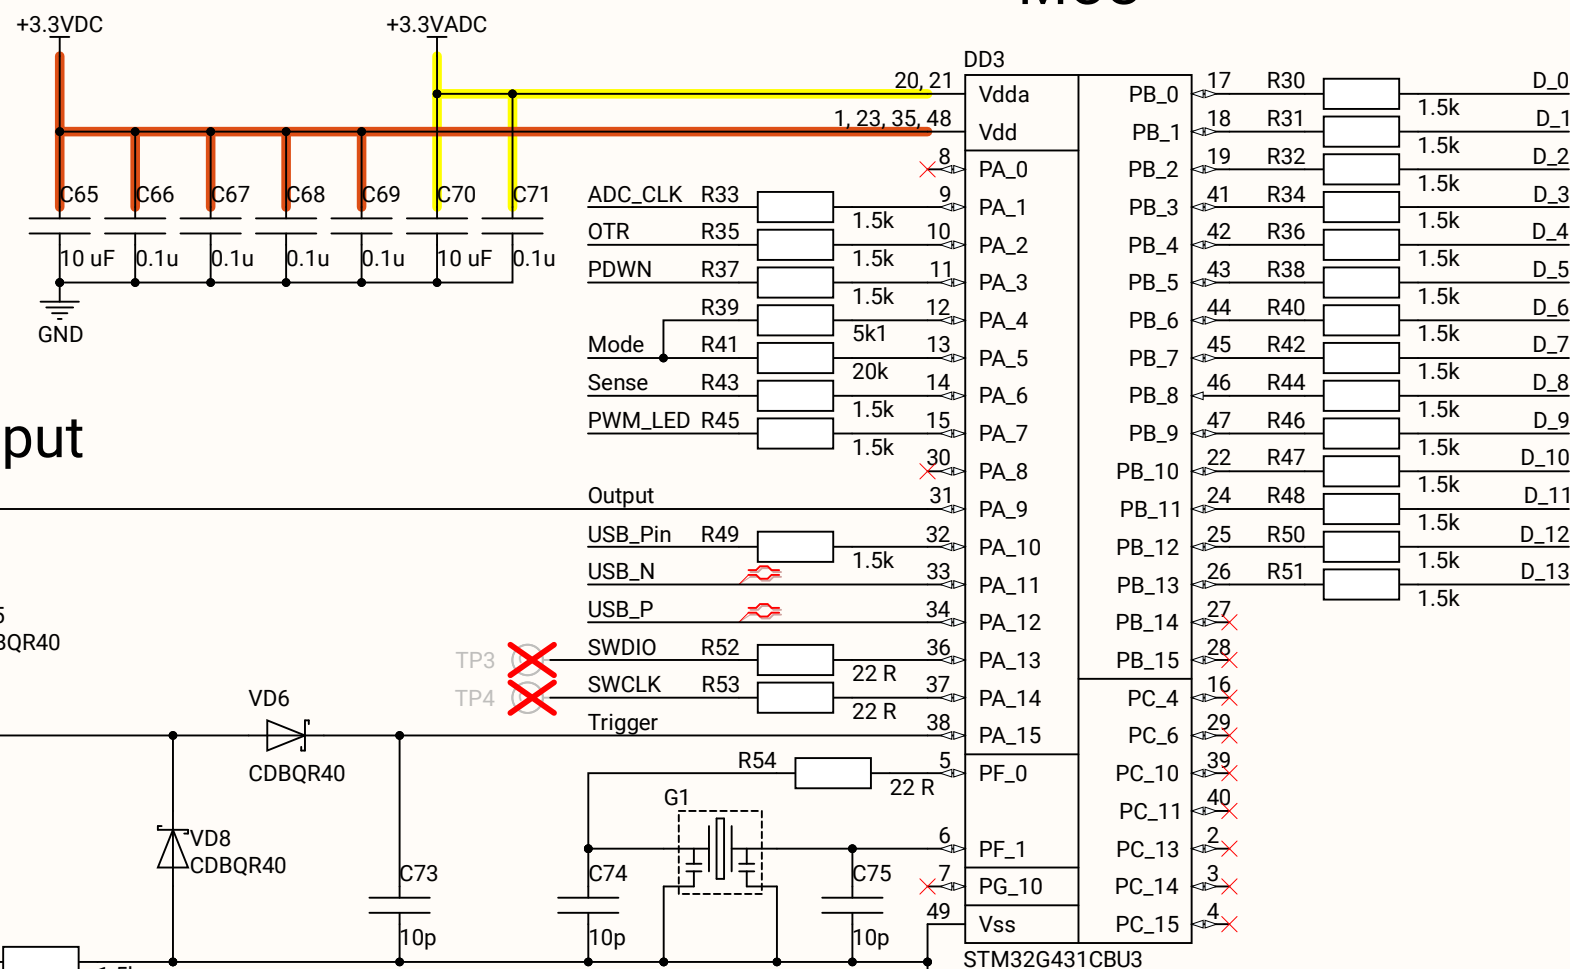 MCU
+3.3VDC
+3.3VADC
DD3
20, 21
Vdda
PB_0
17
R30
1.5k
D_0
1, 23, 35, 48
Vdd
PB_1
18
R31
1.5k
D_1
8
PA_0
PB_2
19
R32
1.5k
D_2
C65
C66
C67
C68
C69
C70
C71
10 uF
0.1u
0.1u
0.1u
0.1u
10 uF
0.1u
GND
ADC_CLK
R33
1.5k
9
PA_1
PB_3
41
R34
1.5k
D_3
OTR
R35
1.5k
10
PA_2
PB_4
42
R36
1.5k
D_4
PDWN
R37
1.5k
11
PA_3
PB_5
43
R38
1.5k
D_5
R39
5k1
12
PA_4
PB_6
44
R40
1.5k
D_6
Mode
R41
20k
13
PA_5
PB_7
45
R42
1.5k
D_7
Sense
R43
1.5k
14
PA_6
PB_8
46
R44
1.5k
D_8
PWM_LED
R45
1.5k
15
PA_7
PB_9
47
R46
1.5k
D_9
put
30
PA_8
PB_10
22
R47
1.5k
D_10
Output
31
PA_9
PB_11
24
R48
1.5k
D_11
USB_Pin
R49
1.5k
32
PA_10
PB_12
25
R50
1.5k
D_12
USB_N
33
PA_11
PB_13
26
R51
1.5k
D_13
USB_P
34
PA_12
PB_14
27
BQR40
TP3
SWDIO
R52
22 R
36
PA_13
PB_15
28
TP4
SWCLK
R53
22 R
37
PA_14
PC_4
16
VD6
CDBQR40
Trigger
38
PA_15
PC_6
29
R54
22 R
5
PF_0
PC_10
39
G1
PC_11
40
VD8
CDBQR40
6
PF_1
PC_13
2
C73
10p
C74
10p
C75
10p
7
PG_10
PC_14
3
49
Vss
PC_15
4
STM32G431CBU3